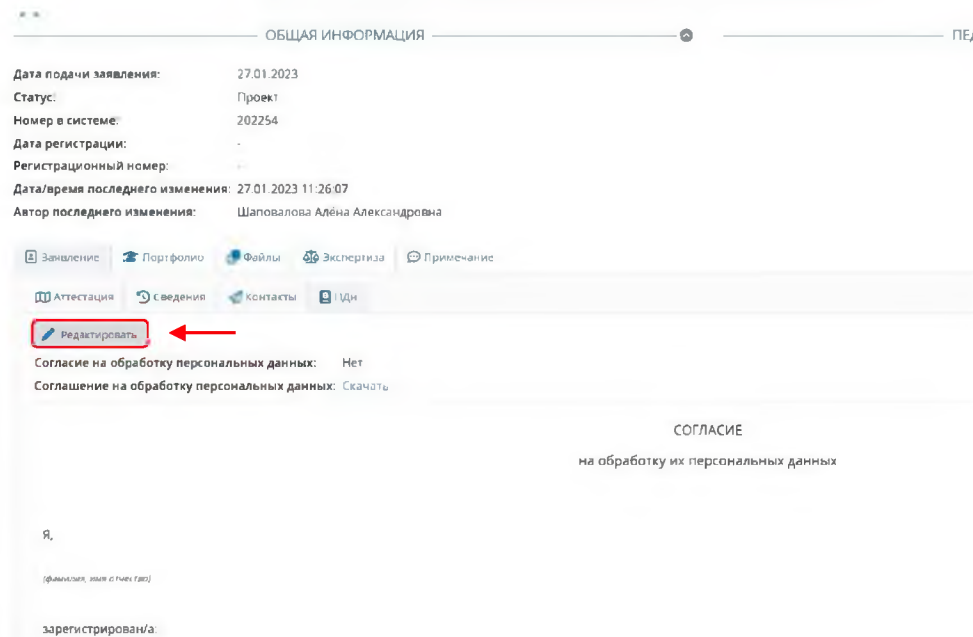 ОБЩАЯ ИНФОРМАЦИЯ
ПЕД
Дата подачи заявления: 27.01.2023
Статус: Проект
Номер в системе: 202254
Дата регистрации: -
Регистрационный номер: -
Дата/время последнего изменения: 27.01.2023 11:26:07
Автор последнего изменения: Шаповалова Алёна Александровна
Заявление Портфолио Файлы Экспертиза Примечание
Аттестация Сведения Контакты ПДн
Редактировать
Согласие на обработку персональных данных: Нет
Соглашение на обработку персональных данных: Скачать
СОГЛАСИЕ
на обработку их персональных данных
Я,
(фамилия, имя отчество)
зарегистрирован/а: